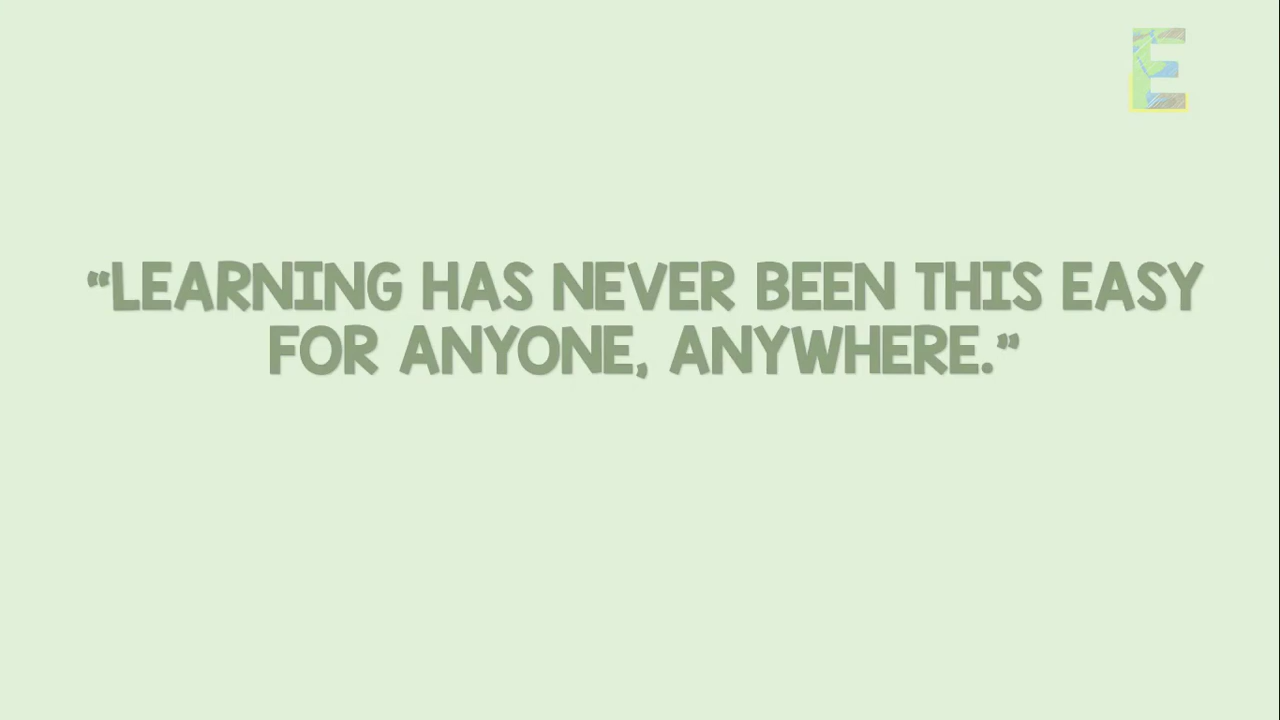 E
“LEARNING HAS NEVER BEEN THIS EASY
FOR ANYONE, ANYWHERE.”